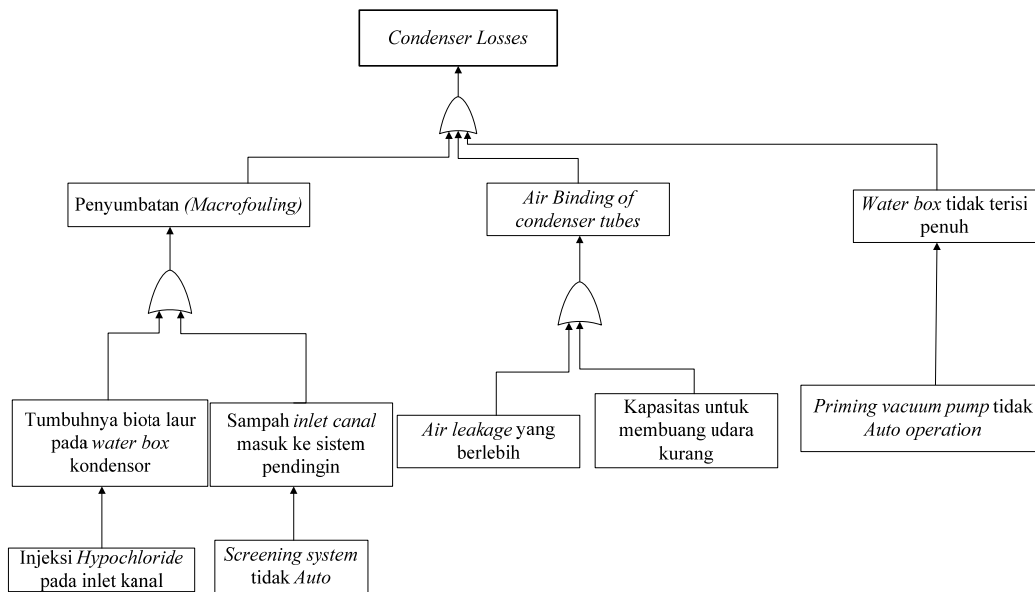 Condenser Losses
Penyumbatan (Macrofouling)
Air Binding of
condenser tubes
Water box tidak terisi
penuh
Tumbuhnya biota laur
pada water box
kondensor
Sampah inlet canal
masuk ke sistem
pendingin
Air leakage yang
berlebih
Kapasitas untuk
membuang udara
kurang
Priming vacuum pump tidak
Auto operation
Injeksi Hypochloride
pada inlet kanal
Screening system
tidak Auto